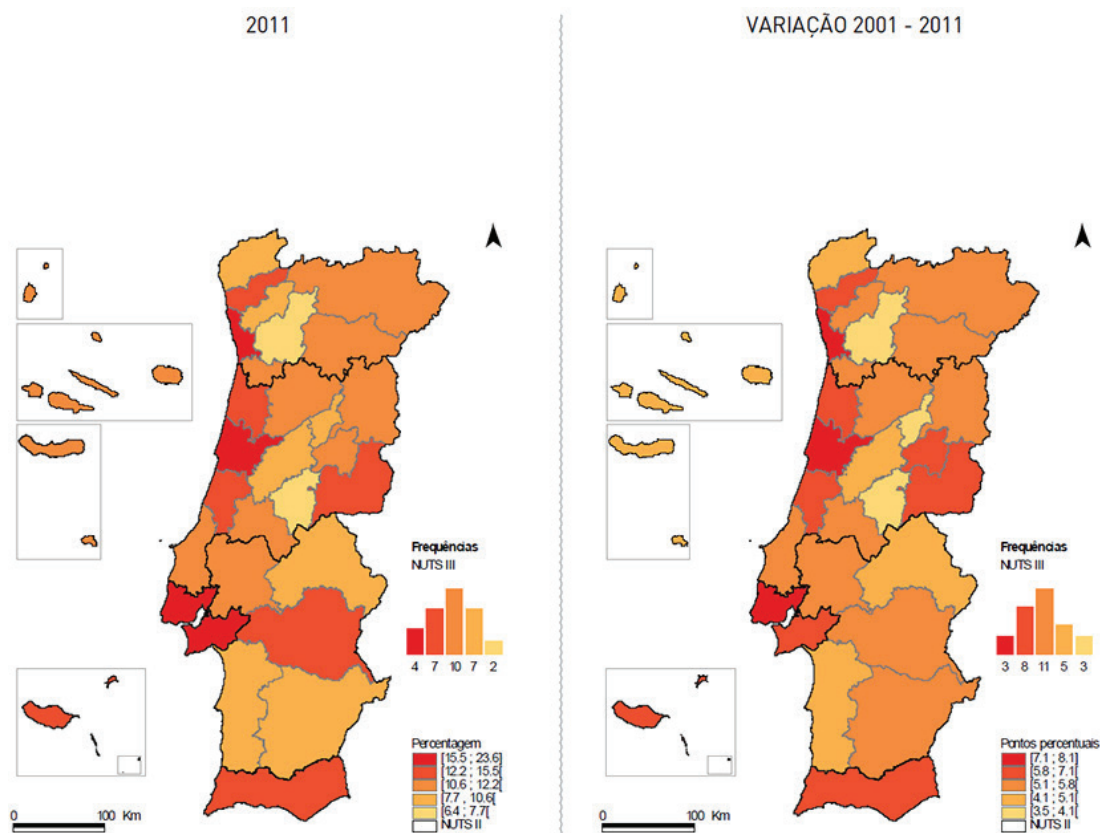 2011
VARIAÇÃO 2001 - 2011
Frequências
NUTS III
4 7 10 7 2
Percentagem
[15.5 ; 23.6]
[12.2 ; 15.5[
[10.6 ; 12.2[
[7.7 , 10.6[
[6.4 ; 7.7[
NUTS II
0 100 Km
Frequências
NUTS III
3 8 11 5 3
Pontos percentuais
[7.1 ; 8.1]
[5.8 ; 7.1[
[5.1 ; 5.8[
[4.1 ; 5.1[
[3.5 ; 4.1[
NUTS II
0 100 Km